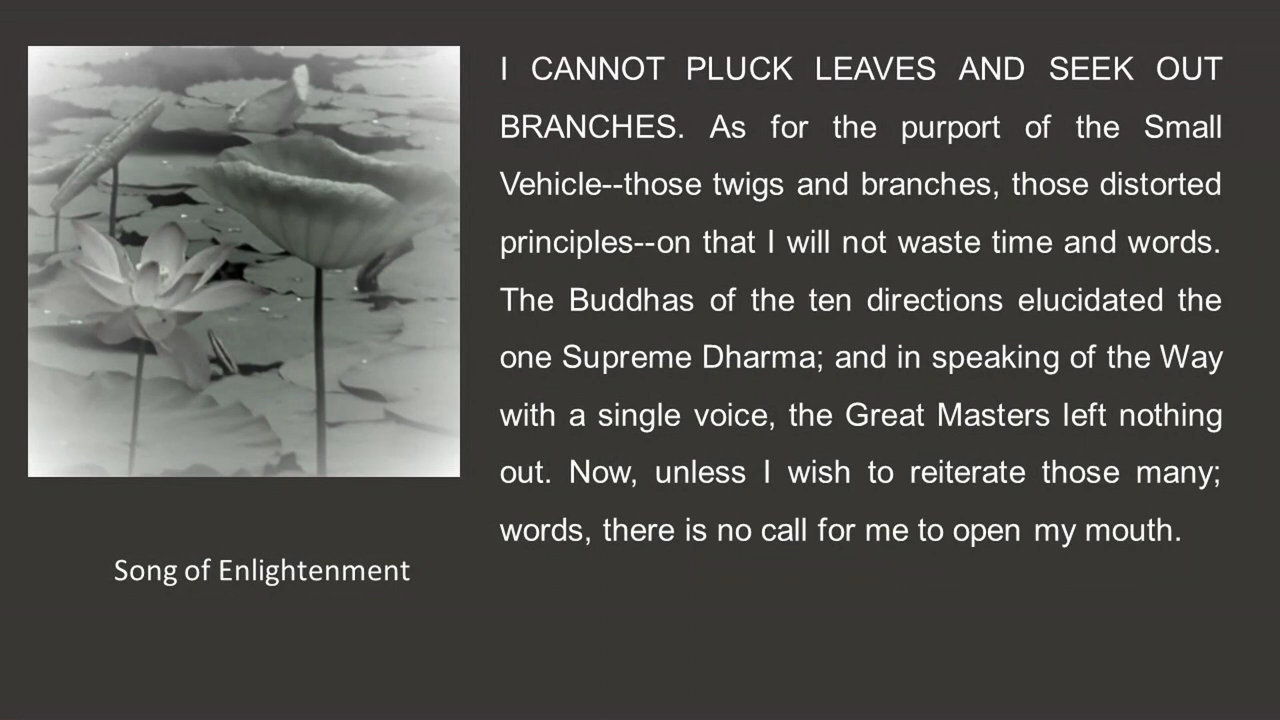 I CANNOT PLUCK LEAVES AND SEEK OUT
BRANCHES. As for the purport of the Small
Vehicle--those twigs and branches, those distorted
principles--on that I will not waste time and words.
The Buddhas of the ten directions elucidated the
one Supreme Dharma; and in speaking of the Way
with a single voice, the Great Masters left nothing
out. Now, unless I wish to reiterate those many;
words, there is no call for me to open my mouth.
Song of Enlightenment